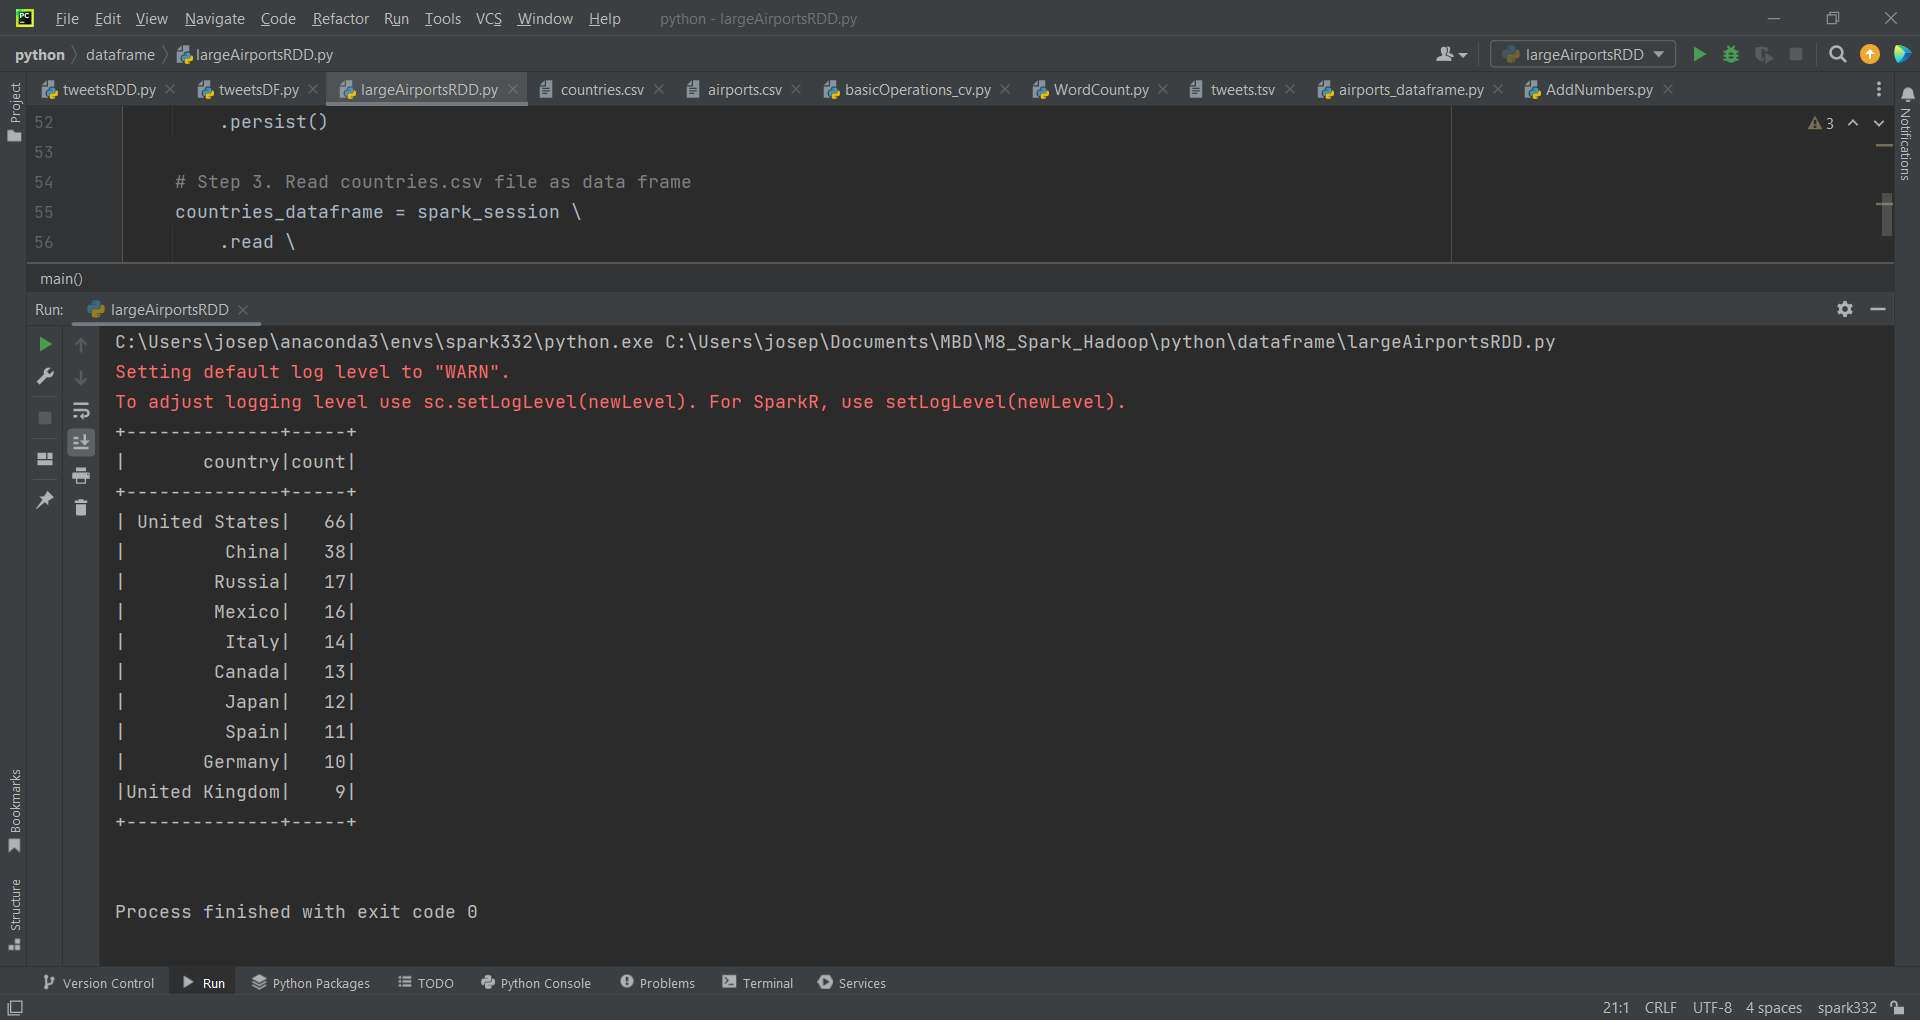 PC File Edit View Navigate Code Refactor Run Tools VCS Window Help python - largeAirportsRDD.py
python dataframe largeAirportsRDD.py largeAirportsRDD
tweetsRDD.py tweetsDF.py largeAirportsRDD.py countries.csv airports.csv basicOperations_cv.py WordCount.py tweets.tsv airports_dataframe.py AddNumbers.py
Project
Notifications
52 .persist() 3
53
54 # Step 3. Read countries.csv file as data frame
55 countries_dataframe = spark_session \
56 .read \
main()
Run: largeAirportsRDD
C:\Users\josep\anaconda3\envs\spark332\python.exe C:\Users\josep\Documents\MBD\M8_Spark_Hadoop\python\dataframe\largeAirportsRDD.py
Setting default log level to "WARN".
To adjust logging level use sc.setLogLevel(newLevel). For SparkR, use setLogLevel(newLevel).
+--------------+-----+
|       country|count|
+--------------+-----+
| United States|   66|
|         China|   38|
|        Russia|   17|
|        Mexico|   16|
|         Italy|   14|
|        Canada|   13|
|         Japan|   12|
|         Spain|   11|
|       Germany|   10|
|United Kingdom|    9|
+--------------+-----+
Process finished with exit code 0
Bookmarks
Structure
Version Control Run Python Packages TODO Python Console Problems Terminal Services
21:1 CRLF UTF-8 4 spaces spark332